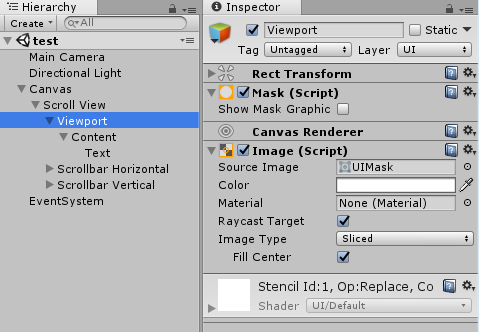 Hierarchy
Create
All
test
Main Camera
Directional Light
Canvas
Scroll View
Viewport
Content
Text
Scrollbar Horizontal
Scrollbar Vertical
EventSystem
Inspector
Viewport Static
Tag Untagged Layer UI
Rect Transform
Mask (Script)
Show Mask Graphic
Canvas Renderer
Image (Script)
Source Image UIMask
Color
Material None (Material)
Raycast Target
Image Type Sliced
Fill Center
Stencil Id:1, Op:Replace, Co
Shader UI/Default